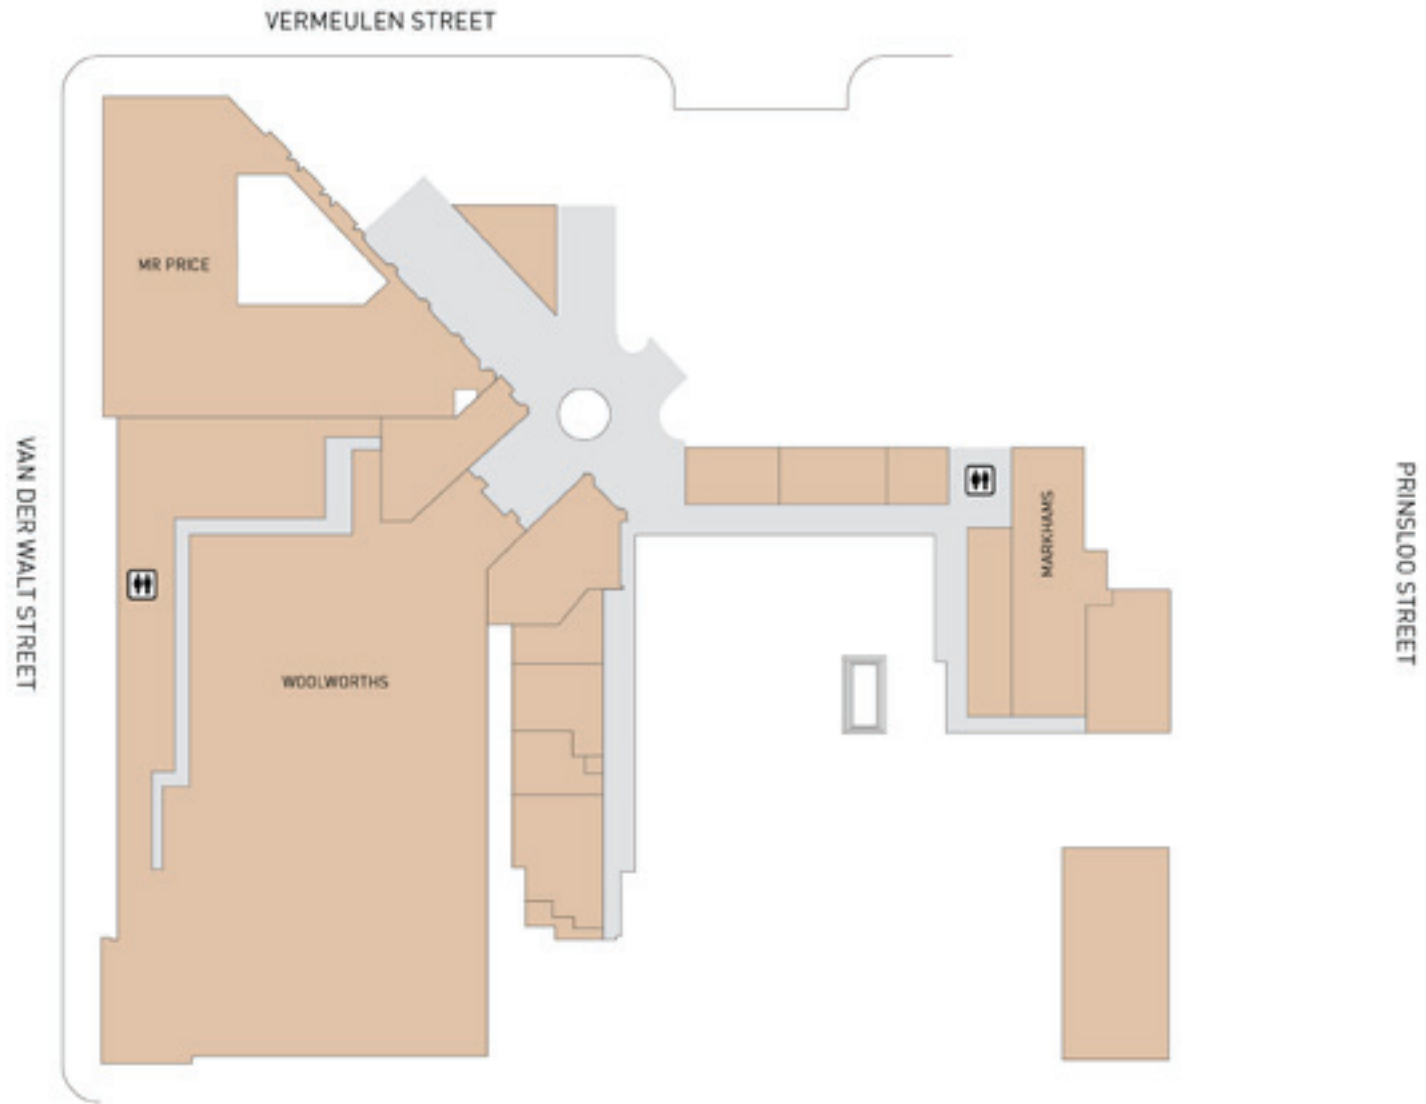 VERMEULEN STREET
MR PRICE
VAN DER WALT STREET
MARKHAMS
PRINSLOO STREET
WOOLWORTHS